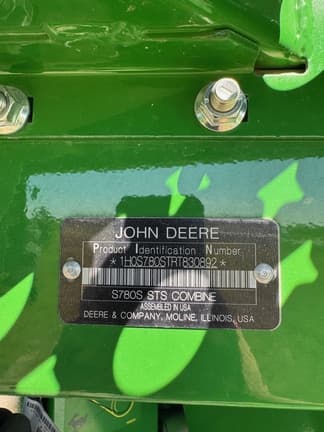 JOHN DEERE
Product Identification Number
*1H0S780STRT830892*
S780S STS COMBINE
ASSEMBLED IN USA
DEERE & COMPANY, MOLINE, ILLINOIS, USA